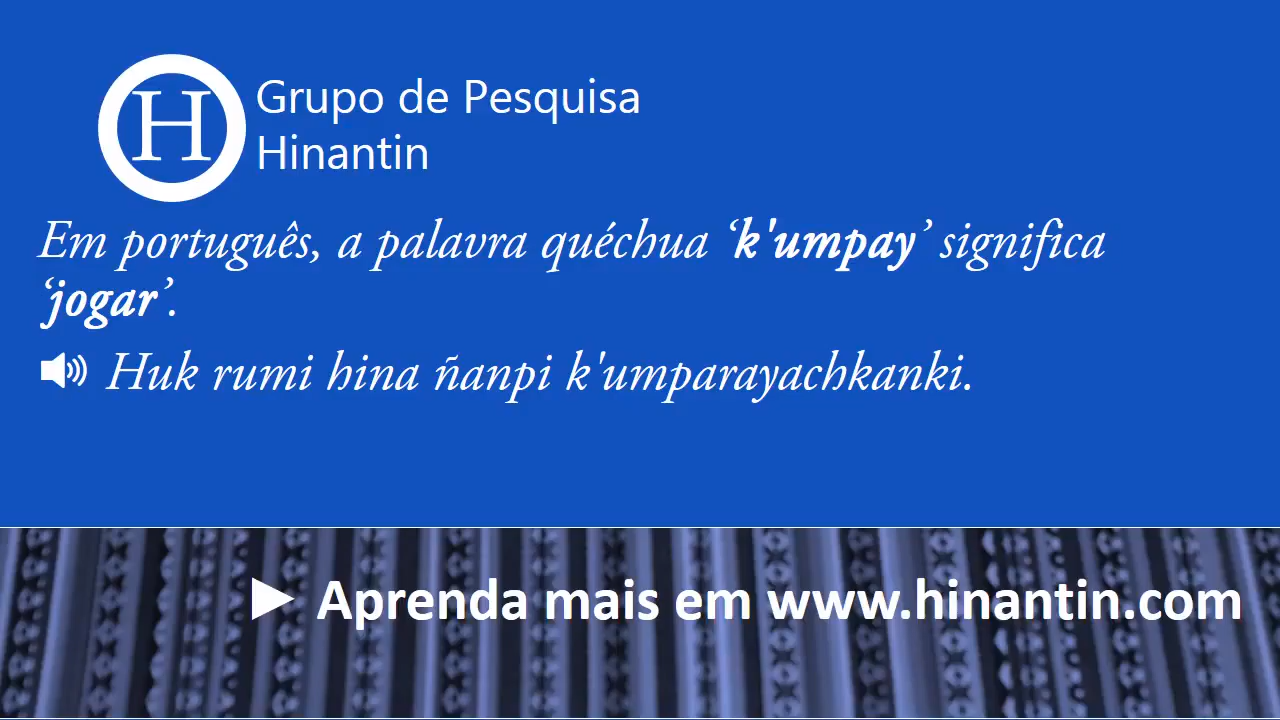 H
Grupo de Pesquisa
Hinantin
Em português, a palavra quéchua ‘k'umpay’ significa
‘jogar’.
Huk rumi hina ñanpi k'umparayachkanki.
Aprenda mais em www.hinantin.com